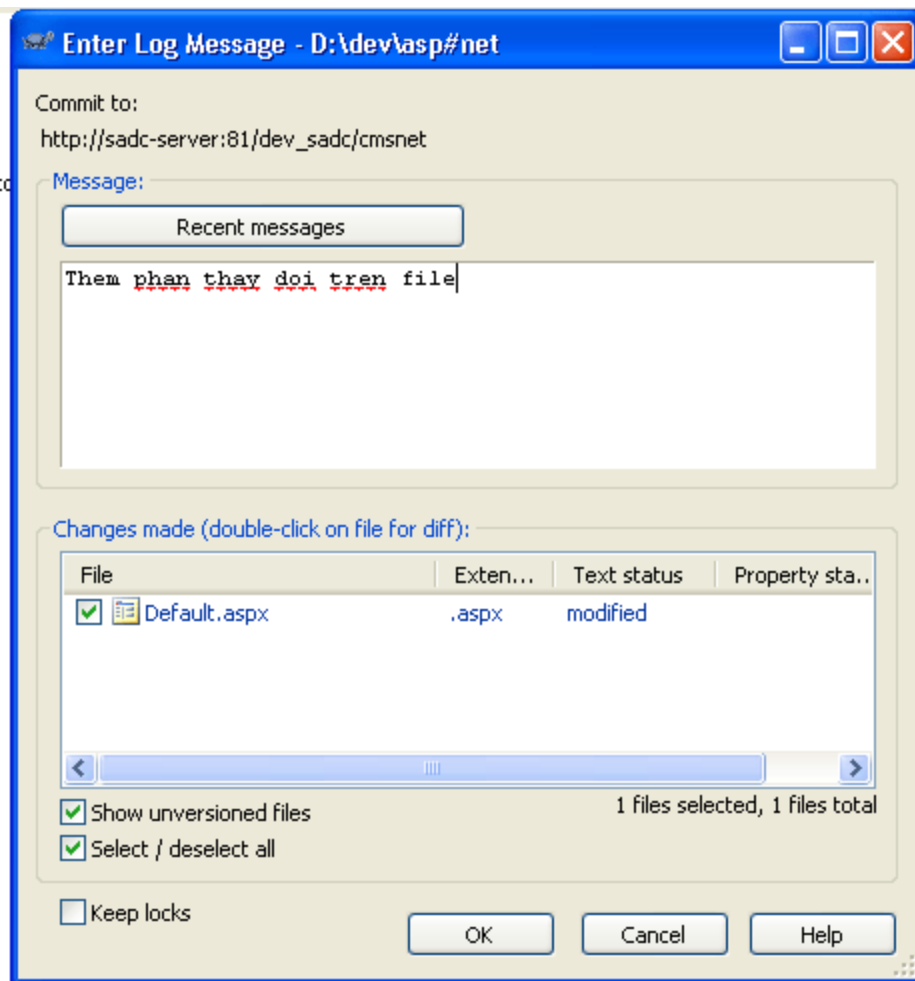 Enter Log Message - D:\dev\asp#net
Commit to:
http://sadc-server:81/dev_sadc/cmsnet
Message:
Recent messages
Them phan thay doi tren file
Changes made (double-click on file for diff):
File Exten... Text status Property sta..
Default.aspx .aspx modified
Show unversioned files 1 files selected, 1 files total
Select / deselect all
Keep locks OK Cancel Help